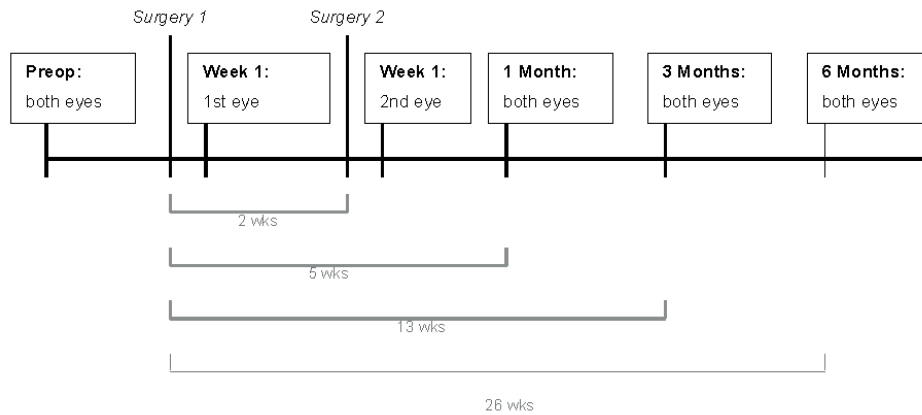 Surgery 1
Surgery 2
Preop:
both eyes
Week 1:
1st eye
Week 1:
2nd eye
1 Month:
both eyes
3 Months:
both eyes
6 Months:
both eyes
2 wks
5 wks
13 wks
26 wks